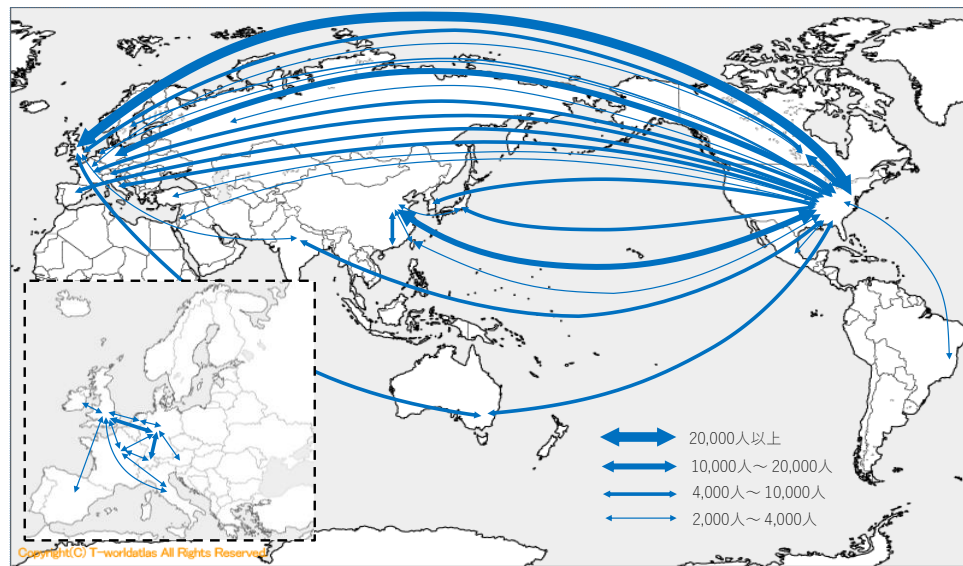 20,000人以上
10,000人～20,000人
4,000人～10,000人
2,000人～4,000人
Copyright(C) T-worldatlas All Rights Reserved